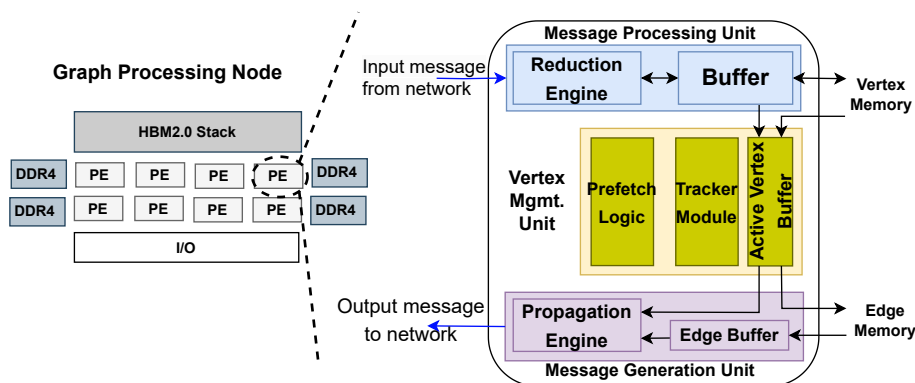 Graph Processing Node
HBM2.0 Stack
DDR4
PE
PE
PE
PE
DDR4
DDR4
PE
PE
PE
PE
DDR4
I/O
Message Processing Unit
Input message
from network
Reduction
Engine
Buffer
Vertex
Memory
Vertex
Mgmt.
Unit
Prefetch
Logic
Tracker
Module
Active Vertex
Buffer
Output message
to network
Propagation
Engine
Edge Buffer
Edge
Memory
Message Generation Unit